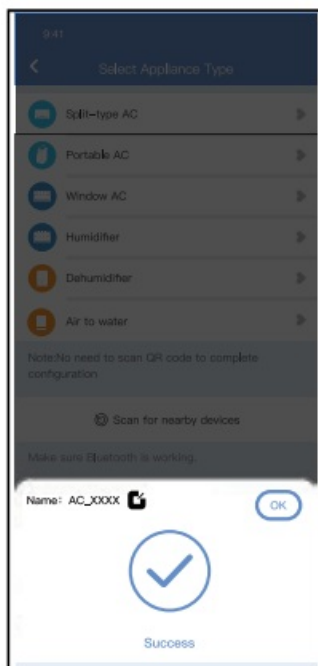 9:41
Select Appliance Type
Split-type AC
Portable AC
Window AC
Humidifier
Dehumidifier
Air to water
Note:No need to scan QR code to complete
configuration
Scan for nearby devices
Make sure Bluetooth is working.
Name: AC_XXXX
OK
Success